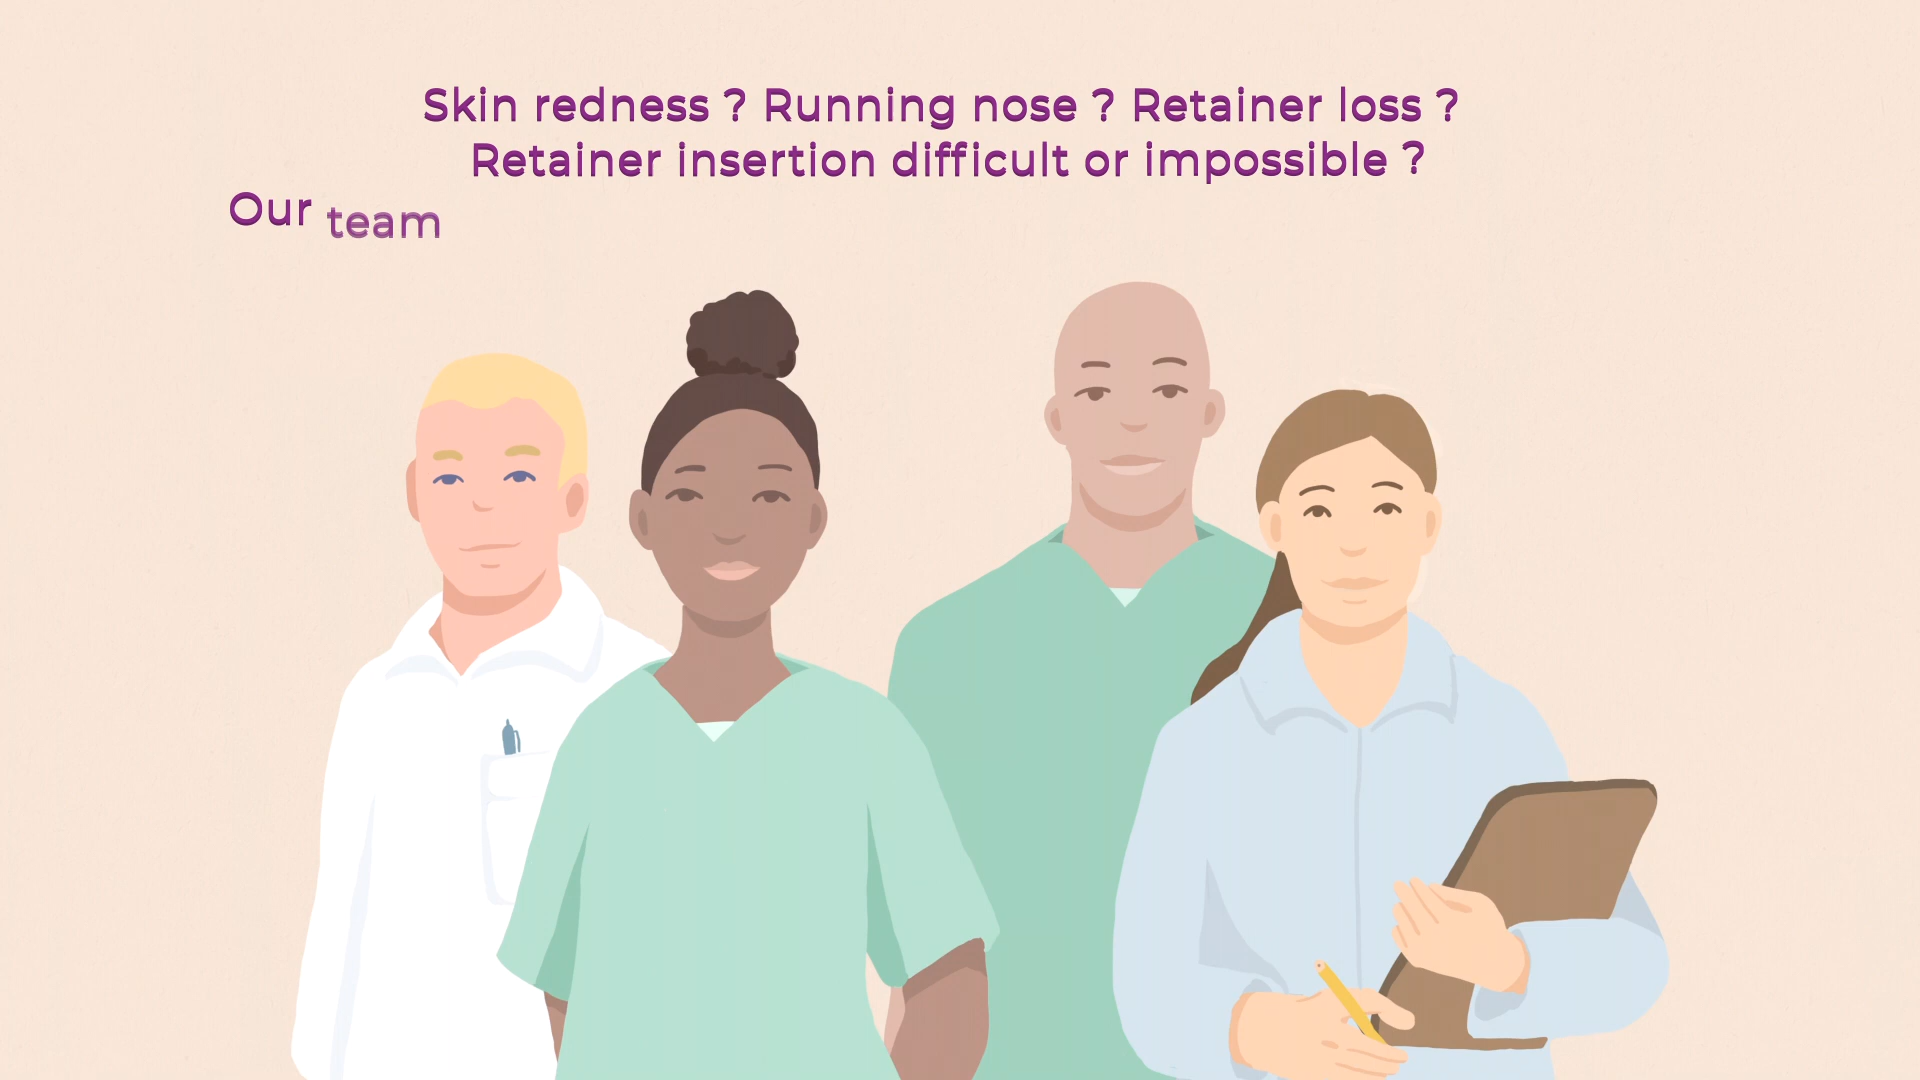 Skin redness ? Running nose ? Retainer loss ?
Retainer insertion difficult or impossible ?
Our team